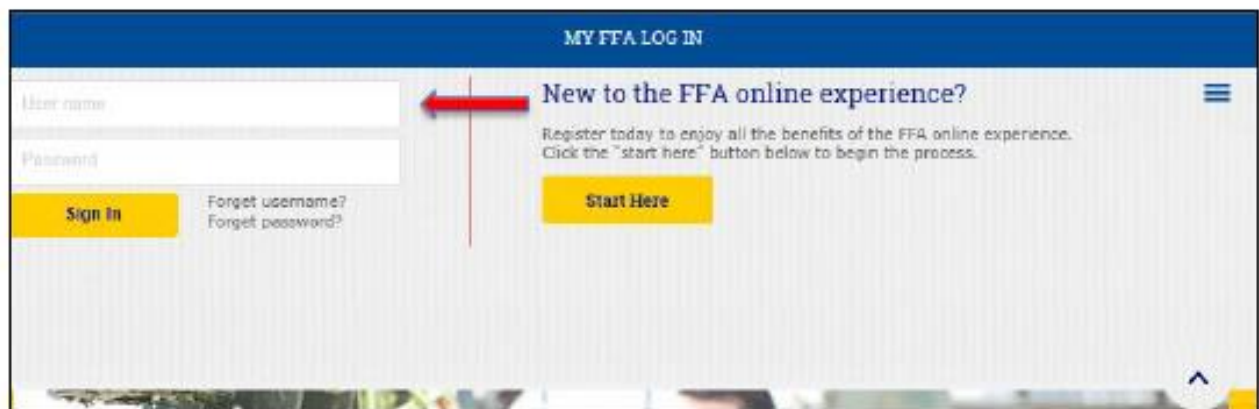 MY FFA LOG IN
User name
Password
Sign In
Forget username?
Forget password?
New to the FFA online experience?
Register today to enjoy all the benefits of the FFA online experience.
Click the "start here" button below to begin the process.
Start Here